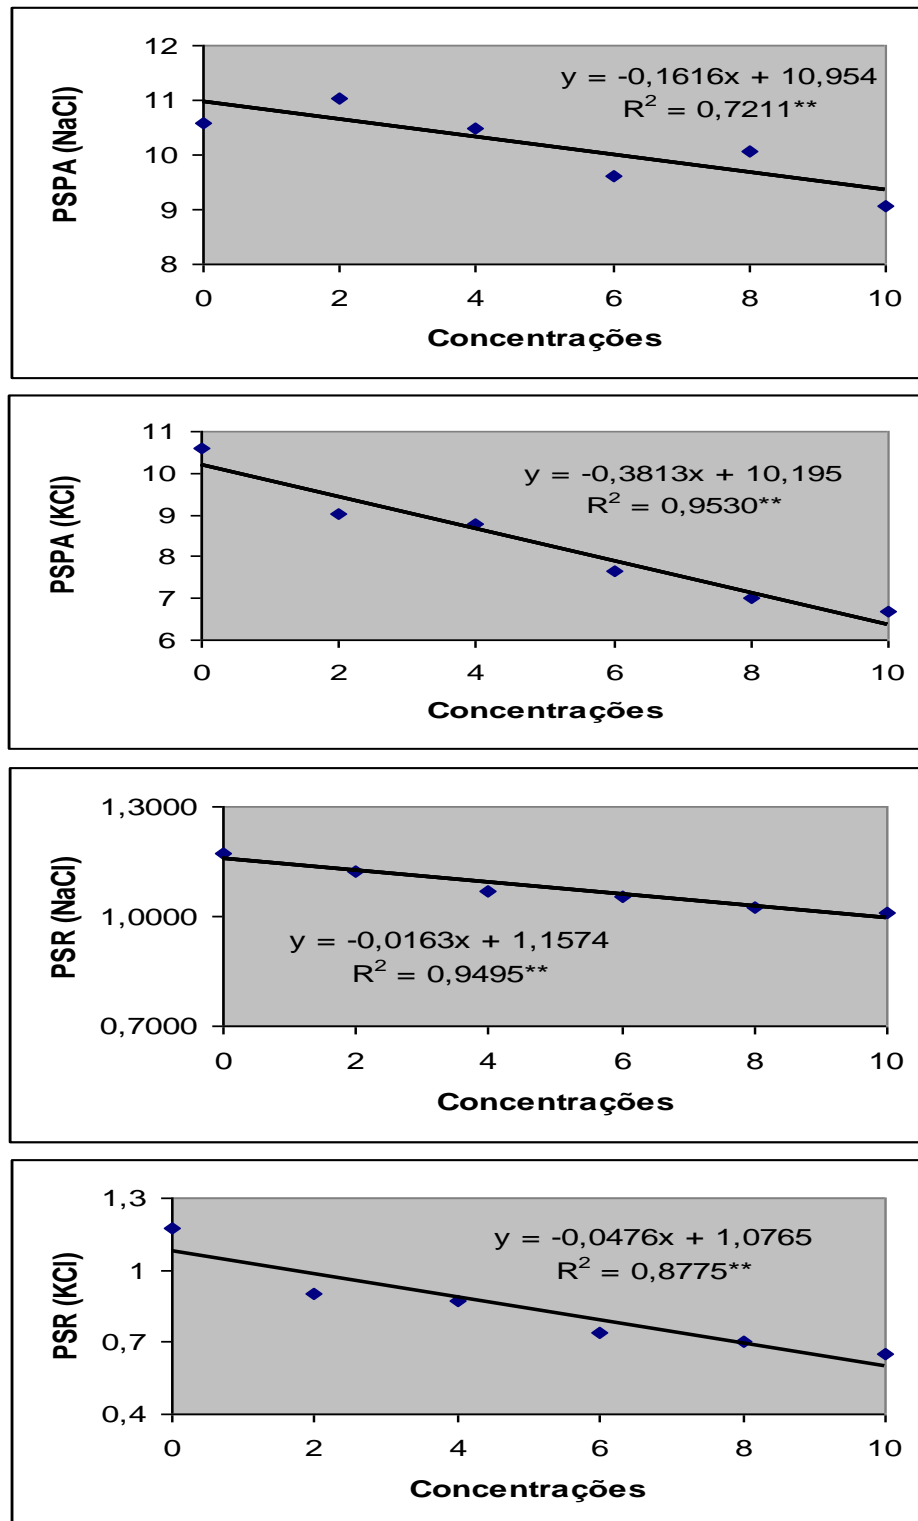 12
y = -0,1616x + 10,954
R² = 0,7211**
11
10
9
8
PSPA (NaCl)
0 2 4 6 8 10
Concentrações
11
y = -0,3813x + 10,195
R² = 0,9530**
10
9
8
7
6
PSPA (KCl)
0 2 4 6 8 10
Concentrações
1,3000
1,0000
y = -0,0163x + 1,1574
R² = 0,9495**
0,7000
PSR (NaCl)
0 2 4 6 8 10
Concentrações
1,3
y = -0,0476x + 1,0765
R² = 0,8775**
1
0,7
0,4
PSR (KCl)
0 2 4 6 8 10
Concentrações